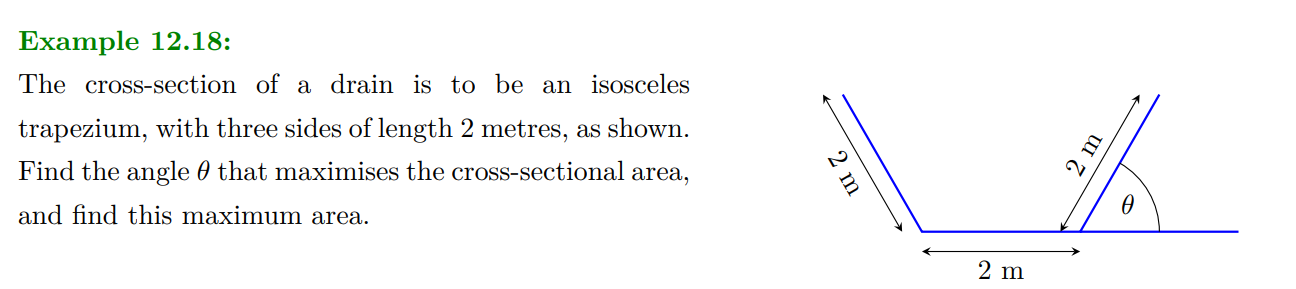 Example 12.18:
The cross-section of a drain is to be an isosceles
trapezium, with three sides of length 2 metres, as shown.
Find the angle θ that maximises the cross-sectional area,
and find this maximum area.
2 m
2 m
θ
2 m